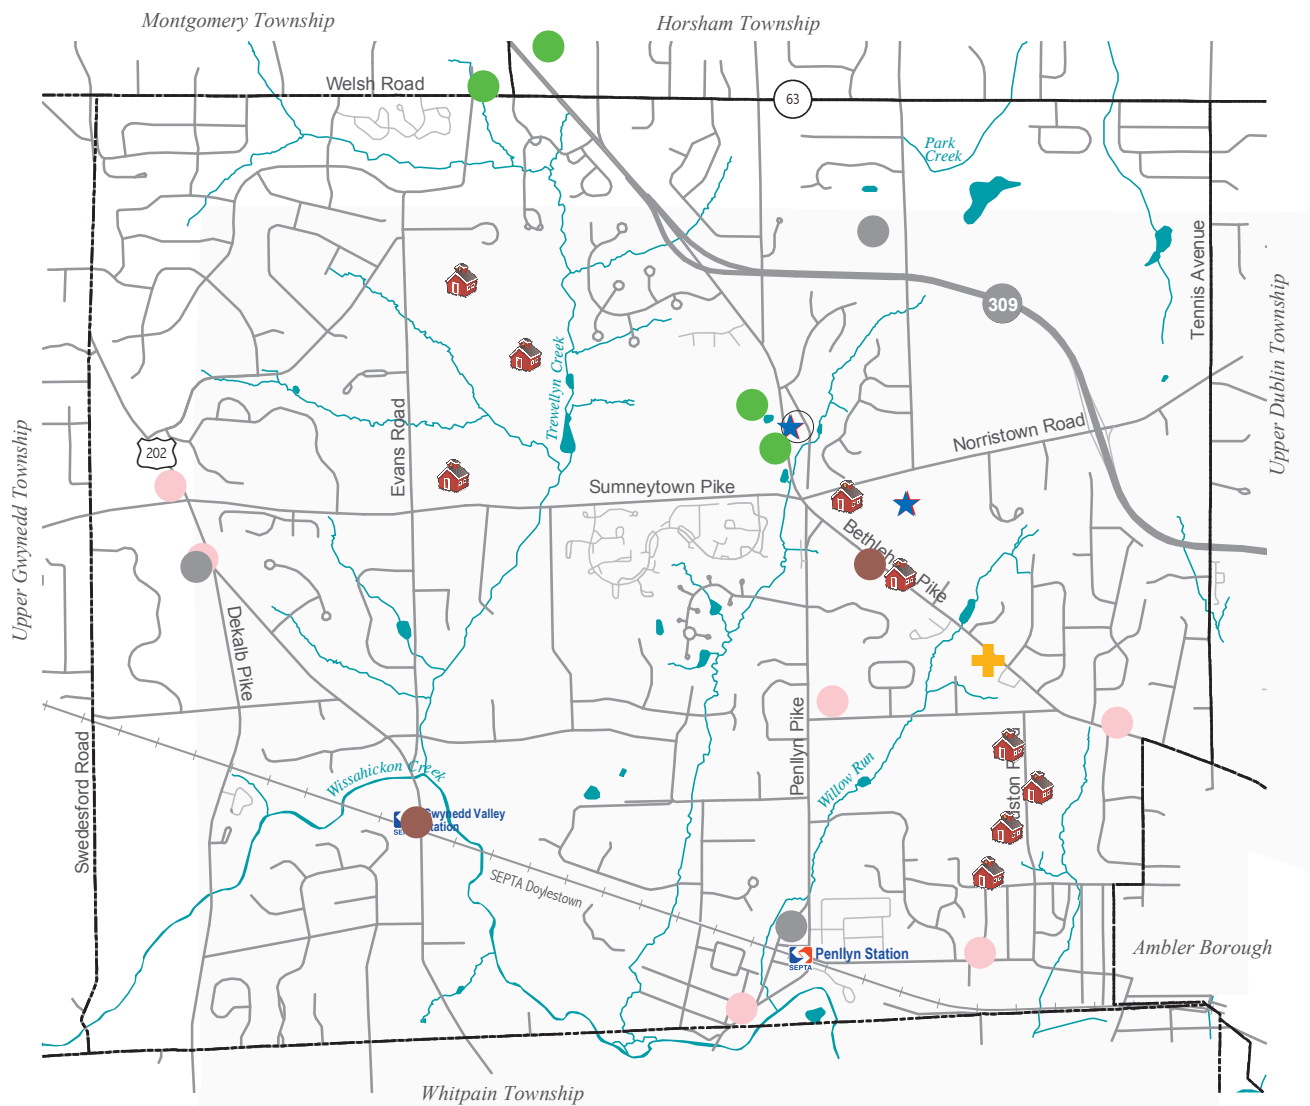 Montgomery Township
Horsham Township
Welsh Road
63
Park
Creek
Tennis Avenue
309
Upper Dublin Township
Trewellyn Creek
Evans Road
Norristown Road
202
Upper Gwynedd Township
Sumneytown Pike
Bethlehem Pike
Dekalb Pike
Penllyn Pike
Swedesford Road
Wissahickon Creek
Willow Run
Gwynedd Valley
Station
SEPTA Doylestown
Penllyn Station
SEPTA
Ambler Borough
Whitpain Township